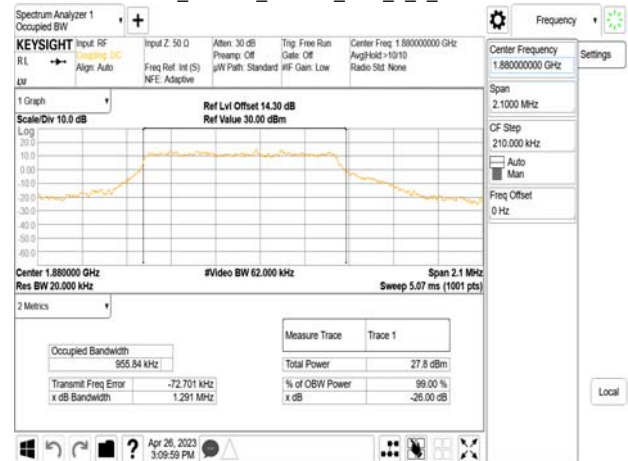 Spectrum Analyzer 1
Occupied BW
Frequency
KEYSIGHT
RL
Input: RF
Coupling: DC
Align: Auto
Input Z: 50 Ω
Freq Ref: Int (S)
NFE: Adaptive
Atten: 30 dB
Preamp: Off
µW Path: Standard
Trig: Free Run
Gate: Off
#IF Gain: Low
Center Freq: 1.880000000 GHz
Avg|Hold:>10/10
Radio Std: None
Center Frequency
1.880000000 GHz
Settings
Span
2.1000 MHz
CF Step
210.000 kHz
Auto
Man
Freq Offset
0 Hz
Local
1 Graph
Scale/Div 10.0 dB
Ref Lvl Offset 14.30 dB
Ref Value 30.00 dBm
Log
20.0
10.0
0.00
-10.0
-20.0
-30.0
-40.0
-50.0
-60.0
Center 1.880000 GHz
#Video BW 62.000 kHz
Span 2.1 MHz
Res BW 20.000 kHz
Sweep 5.07 ms (1001 pts)
2 Metrics
Measure Trace Trace 1
Occupied Bandwidth
955.84 kHz
Total Power 27.8 dBm
Transmit Freq Error -72.701 kHz
% of OBW Power 99.00 %
x dB Bandwidth 1.291 MHz
x dB -26.00 dB
?
Apr 26, 2023
3:09:59 PM